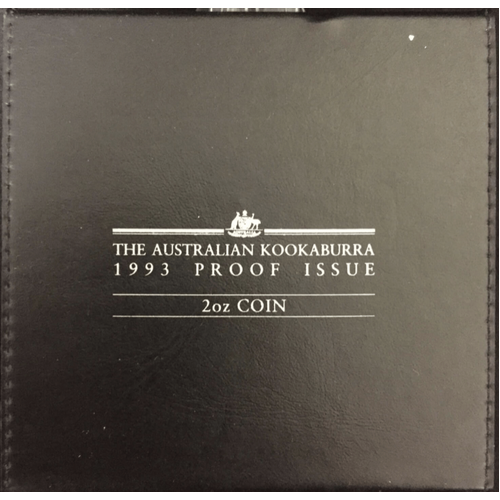 THE AUSTRALIAN KOOKABURRA
1993 PROOF ISSUE
2oz COIN